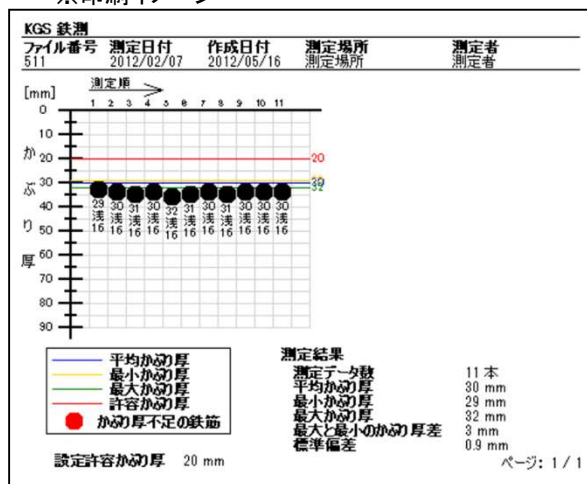 ※印刷イメージ
KGS 鉄測
ファイル番号 測定日付 作成日付 測定場所 測定者
511 2012/02/07 2012/05/16 測定場所 測定者
[mm] 測定順
1 2 3 4 5 6 7 8 9 10 11
0
10
20 20
30 30 32
40
50
60
70
80
90
かぶり厚
29 30 31 30 32 31 30 31 30 30 30
浅 浅 浅 浅 浅 浅 浅 浅 浅 浅 浅
16 16 16 16 16 16 16 16 16 16 16
平均かぶり厚
最小かぶり厚
最大かぶり厚
許容かぶり厚
かぶり厚不足の鉄筋
設定許容かぶり厚 20 mm
測定結果
測定データ数 11 本
平均かぶり厚 30 mm
最小かぶり厚 29 mm
最大かぶり厚 32 mm
最大と最小のかぶり厚差 3 mm
標準偏差 0.9 mm
ページ: 1 / 1